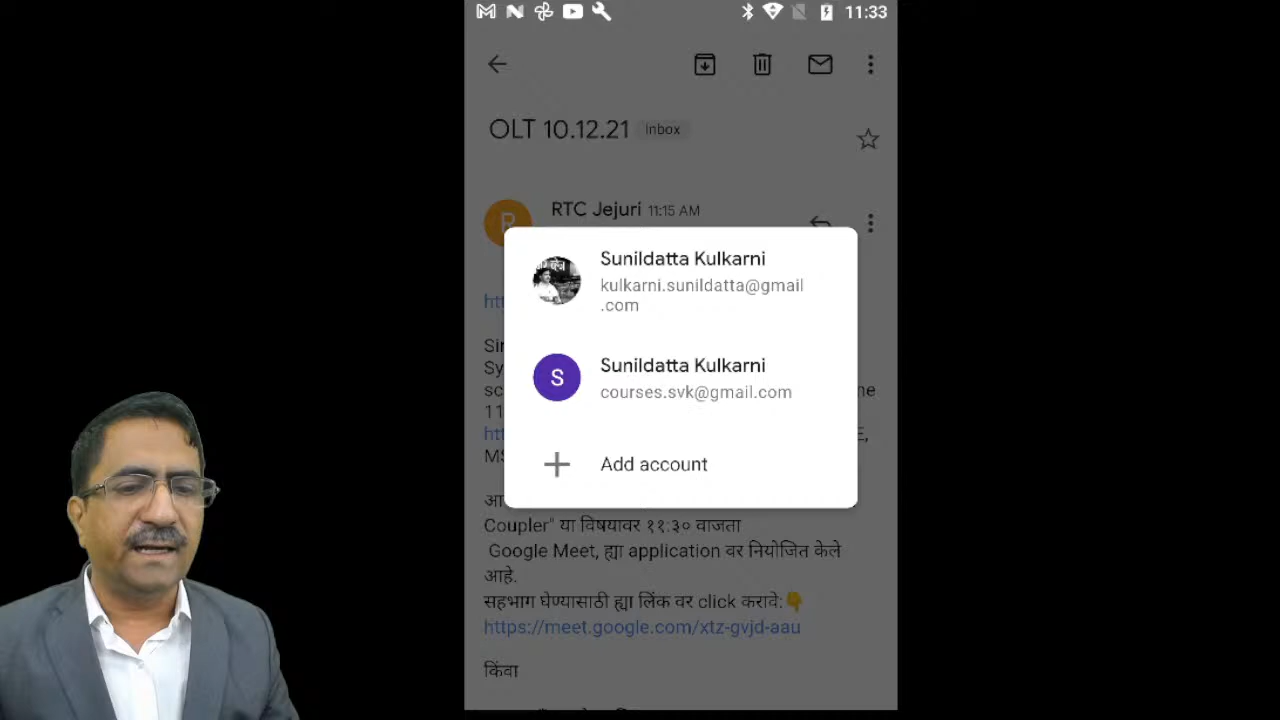 11:33
OLT 10.12.21 Inbox
R
RTC Jejuri 11:15 AM
Sunildatta Kulkarni
kulkarni.sunildatta@gmail
.com
Sunildatta Kulkarni
S
courses.svk@gmail.com
Add account
Coupler" या विषयावर ११:३० वाजता
Google Meet, ह्या application वर नियोजित केले
आहे.
सहभाग घेण्यासाठी ह्या लिंक वर click करावे:👇
https://meet.google.com/xtz-gvjd-aau
किंवा